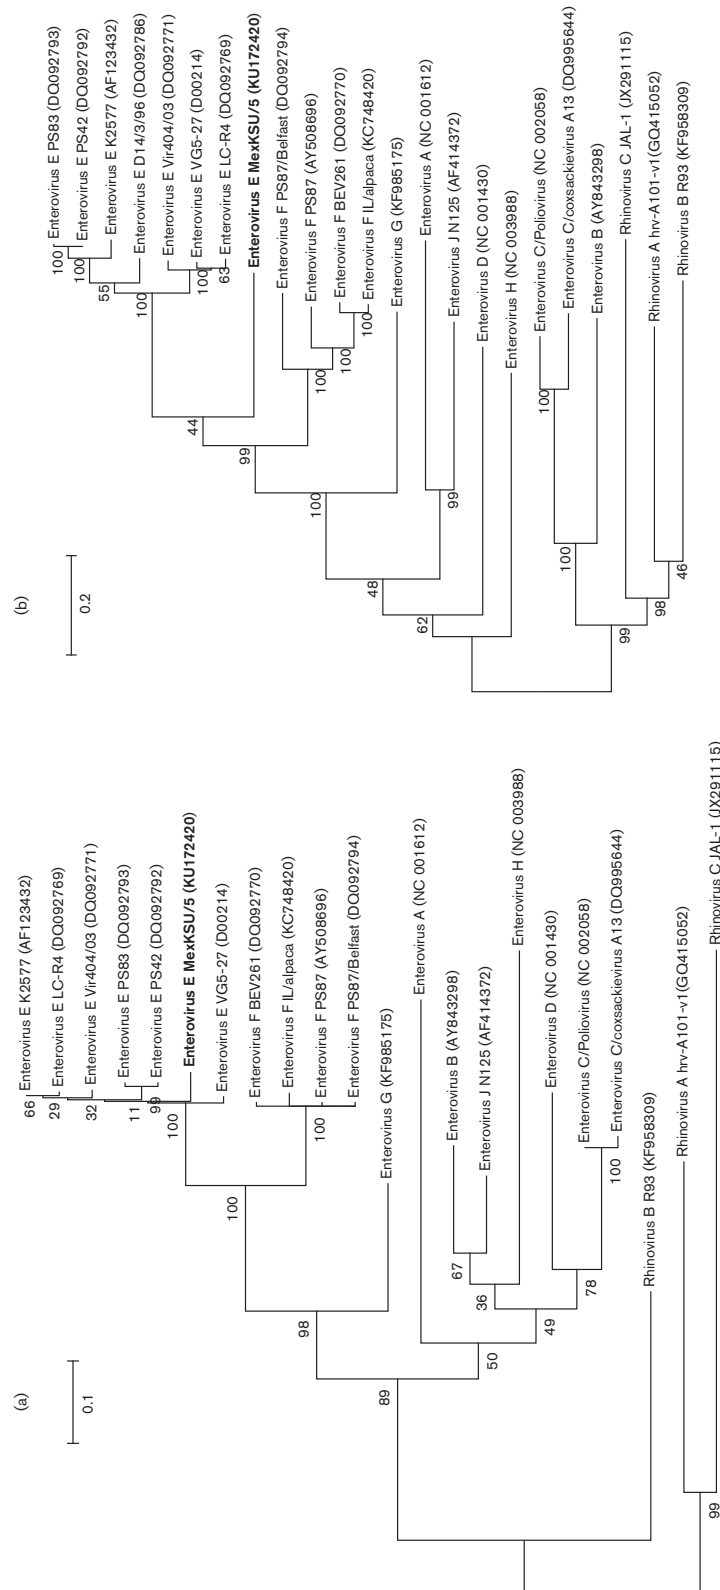 (a)
0.1
Enterovirus E K2577 (AF123432)
Enterovirus E LC-R4 (DQ092769)
Enterovirus E Vir404/03 (DQ092771)
Enterovirus E PS83 (DQ092793)
Enterovirus E PS42 (DQ092792)
Enterovirus E MexKSU/5 (KU172420)
Enterovirus E VG5-27 (D00214)
Enterovirus F BEV261 (DQ092770)
Enterovirus F IL/alpaca (KC748420)
Enterovirus F PS87 (AY508696)
Enterovirus F PS87/Belfast (DQ092794)
Enterovirus G (KF985175)
Enterovirus A (NC 001612)
Enterovirus B (AY843298)
Enterovirus J N125 (AF414372)
Enterovirus H (NC 003988)
Enterovirus D (NC 001430)
Enterovirus C/Poliovirus (NC 002058)
Enterovirus C/coxsackievirus A13 (DQ995644)
Rhinovirus B R93 (KF958309)
Rhinovirus A hrv-A101-v1(GQ415052)
Rhinovirus C JAL-1 (JX291115)
66
29
32
11
99
100
100
100
98
89
67
36
50
49
78
100
99
(b)
0.2
Enterovirus E PS83 (DQ092793)
Enterovirus E PS42 (DQ092792)
Enterovirus E K2577 (AF123432)
Enterovirus E D14/3/96 (DQ092786)
Enterovirus E Vir404/03 (DQ092771)
Enterovirus E VG5-27 (D00214)
Enterovirus E LC-R4 (DQ092769)
Enterovirus E MexKSU/5 (KU172420)
Enterovirus F PS87/Belfast (DQ092794)
Enterovirus F PS87 (AY508696)
Enterovirus F BEV261 (DQ092770)
Enterovirus F IL/alpaca (KC748420)
Enterovirus G (KF985175)
Enterovirus A (NC 001612)
Enterovirus J N125 (AF414372)
Enterovirus D (NC 001430)
Enterovirus H (NC 003988)
Enterovirus C/Poliovirus (NC 002058)
Enterovirus C/coxsackievirus A13 (DQ995644)
Enterovirus B (AY843298)
Rhinovirus C JAL-1 (JX291115)
Rhinovirus A hrv-A101-v1(GQ415052)
Rhinovirus B R93 (KF958309)
100
100
55
100
100
63
44
99
100
100
100
100
99
48
62
100
100
99
98
46